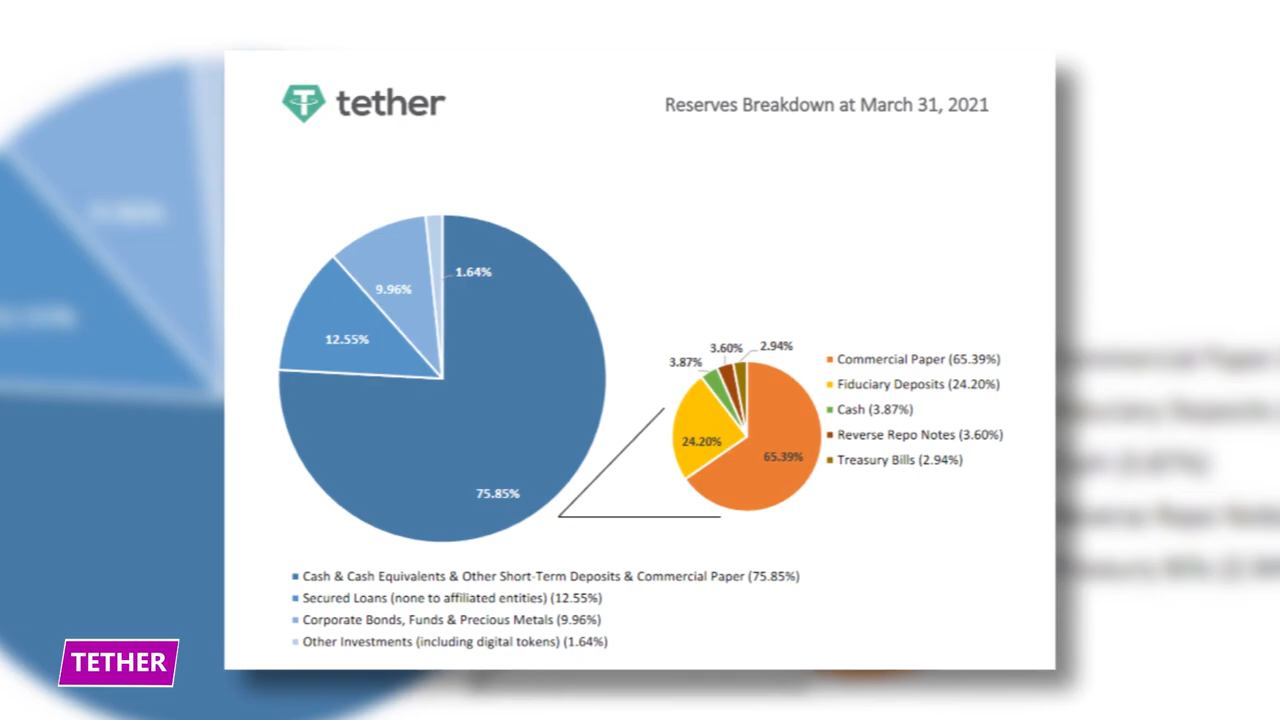 tether
Reserves Breakdown at March 31, 2021
1.64%
9.96%
12.55%
75.85%
3.87%
3.60%
2.94%
24.20%
65.39%
Commercial Paper (65.39%)
Fiduciary Deposits (24.20%)
Cash (3.87%)
Reverse Repo Notes (3.60%)
Treasury Bills (2.94%)
Cash & Cash Equivalents & Other Short-Term Deposits & Commercial Paper (75.85%)
Secured Loans (none to affiliated entities) (12.55%)
Corporate Bonds, Funds & Precious Metals (9.96%)
Other Investments (including digital tokens) (1.64%)
TETHER